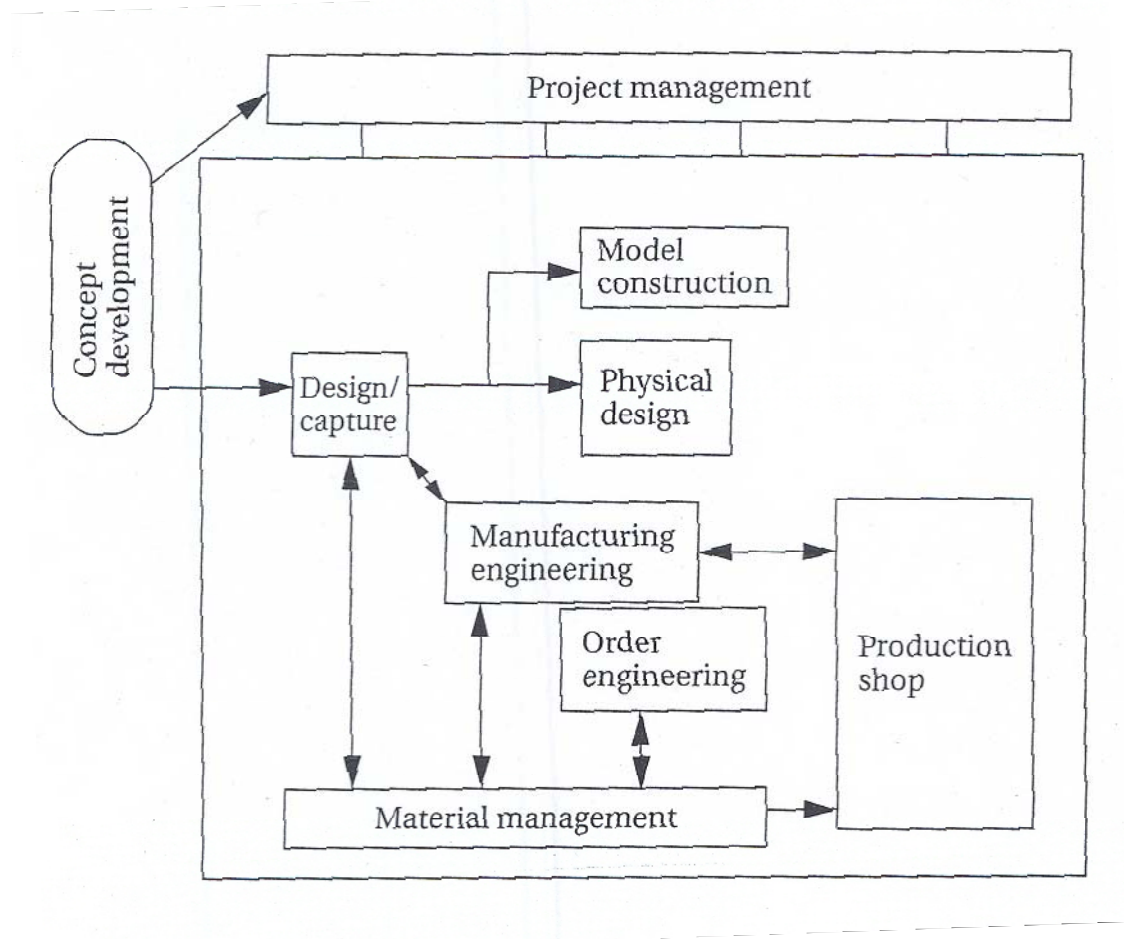 Project management
Concept
development
Model
construction
Design/
capture
Physical
design
Manufacturing
engineering
Order
engineering
Production
shop
Material management